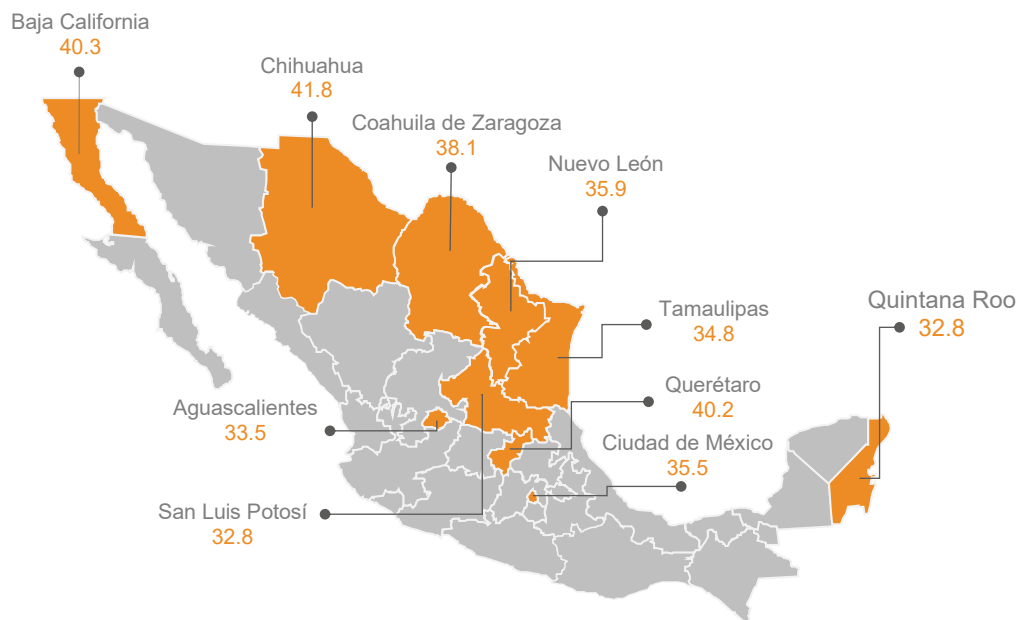 Baja California
40.3
Chihuahua
41.8
Coahuila de Zaragoza
38.1
Nuevo León
35.9
Tamaulipas
34.8
Quintana Roo
32.8
Querétaro
40.2
Aguascalientes
33.5
Ciudad de México
35.5
San Luis Potosí
32.8